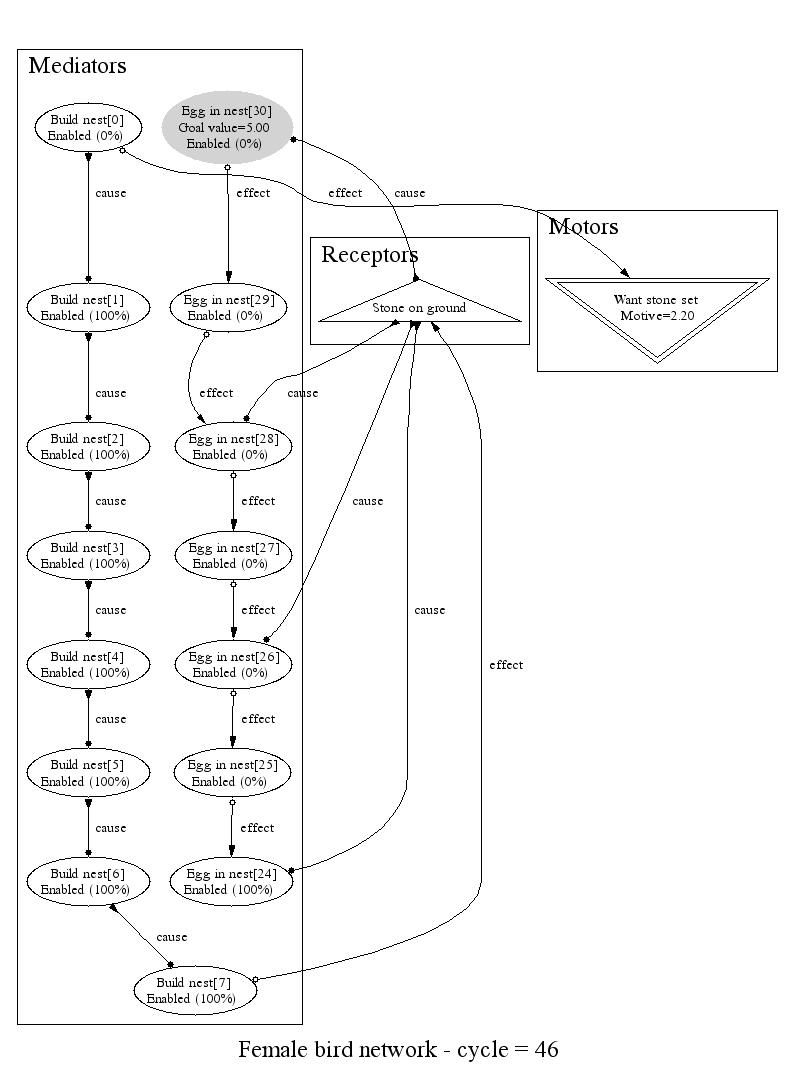 Mediators
Build nest[0]
Enabled (0%)
Egg in nest[30]
Goal value=5.00
Enabled (0%)
cause
effect
effect
cause
Motors
Receptors
Build nest[1]
Enabled (100%)
Egg in nest[29]
Enabled (0%)
Stone on ground
Want stone set
Motive=2.20
cause
effect
cause
Build nest[2]
Enabled (100%)
Egg in nest[28]
Enabled (0%)
cause
effect
cause
Build nest[3]
Enabled (100%)
Egg in nest[27]
Enabled (0%)
cause
effect
cause
Build nest[4]
Enabled (100%)
Egg in nest[26]
Enabled (0%)
effect
cause
effect
Build nest[5]
Enabled (100%)
Egg in nest[25]
Enabled (0%)
cause
effect
Build nest[6]
Enabled (100%)
Egg in nest[24]
Enabled (100%)
cause
Build nest[7]
Enabled (100%)
Female bird network - cycle = 46